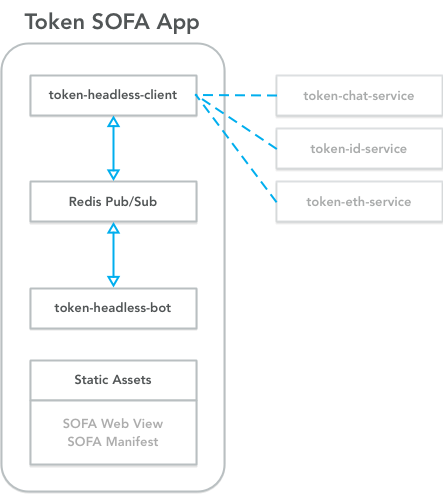 Token SOFA App
token-headless-client
token-chat-service
token-id-service
Redis Pub/Sub
token-eth-service
token-headless-bot
Static Assets
SOFA Web View
SOFA Manifest